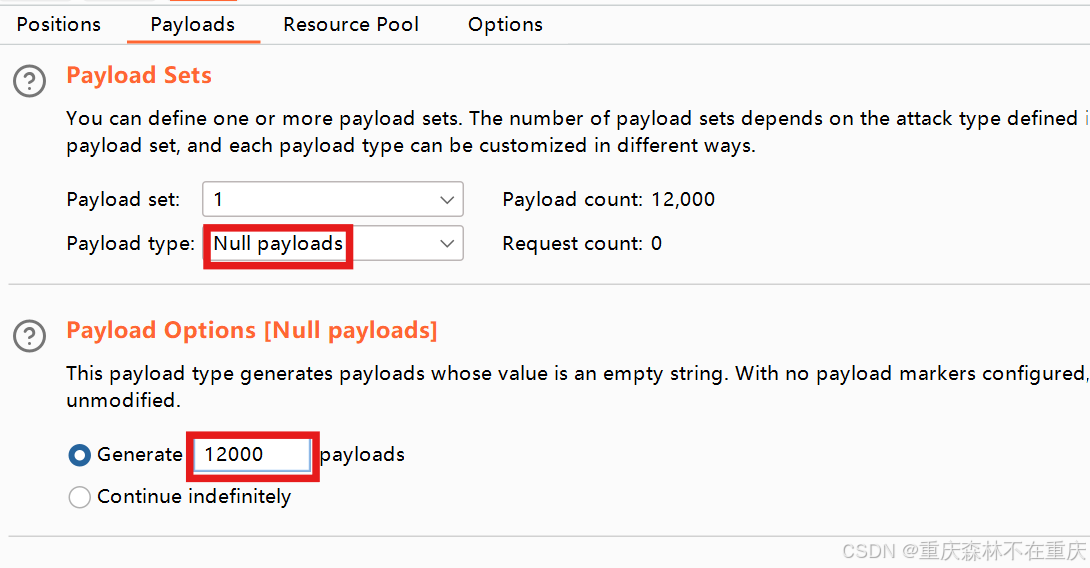 Positions Payloads Resource Pool Options
Payload Sets
You can define one or more payload sets. The number of payload sets depends on the attack type defined i
payload set, and each payload type can be customized in different ways.
Payload set: 1 Payload count: 12,000
Payload type: Null payloads Request count: 0
Payload Options [Null payloads]
This payload type generates payloads whose value is an empty string. With no payload markers configured,
unmodified.
Generate 12000 payloads
Continue indefinitely
CSDN @重庆森林不在重庆